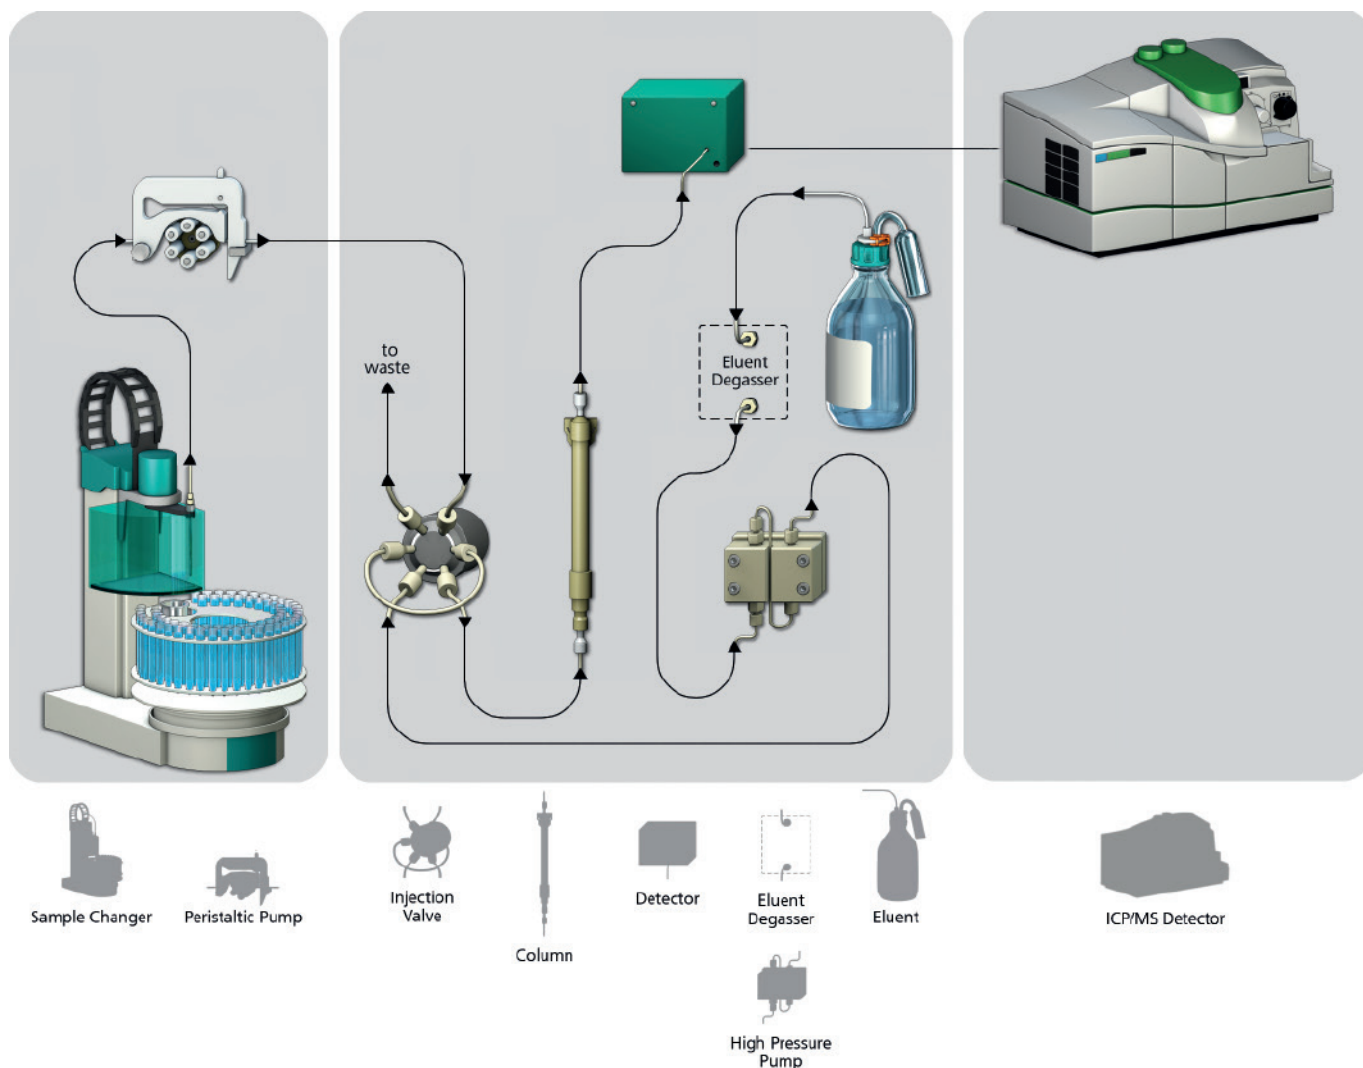 to
waste
Eluent
Degasser
Sample Changer
Peristaltic Pump
Injection
Valve
Column
Detector
Eluent
Degasser
Eluent
High Pressure
Pump
ICP/MS Detector